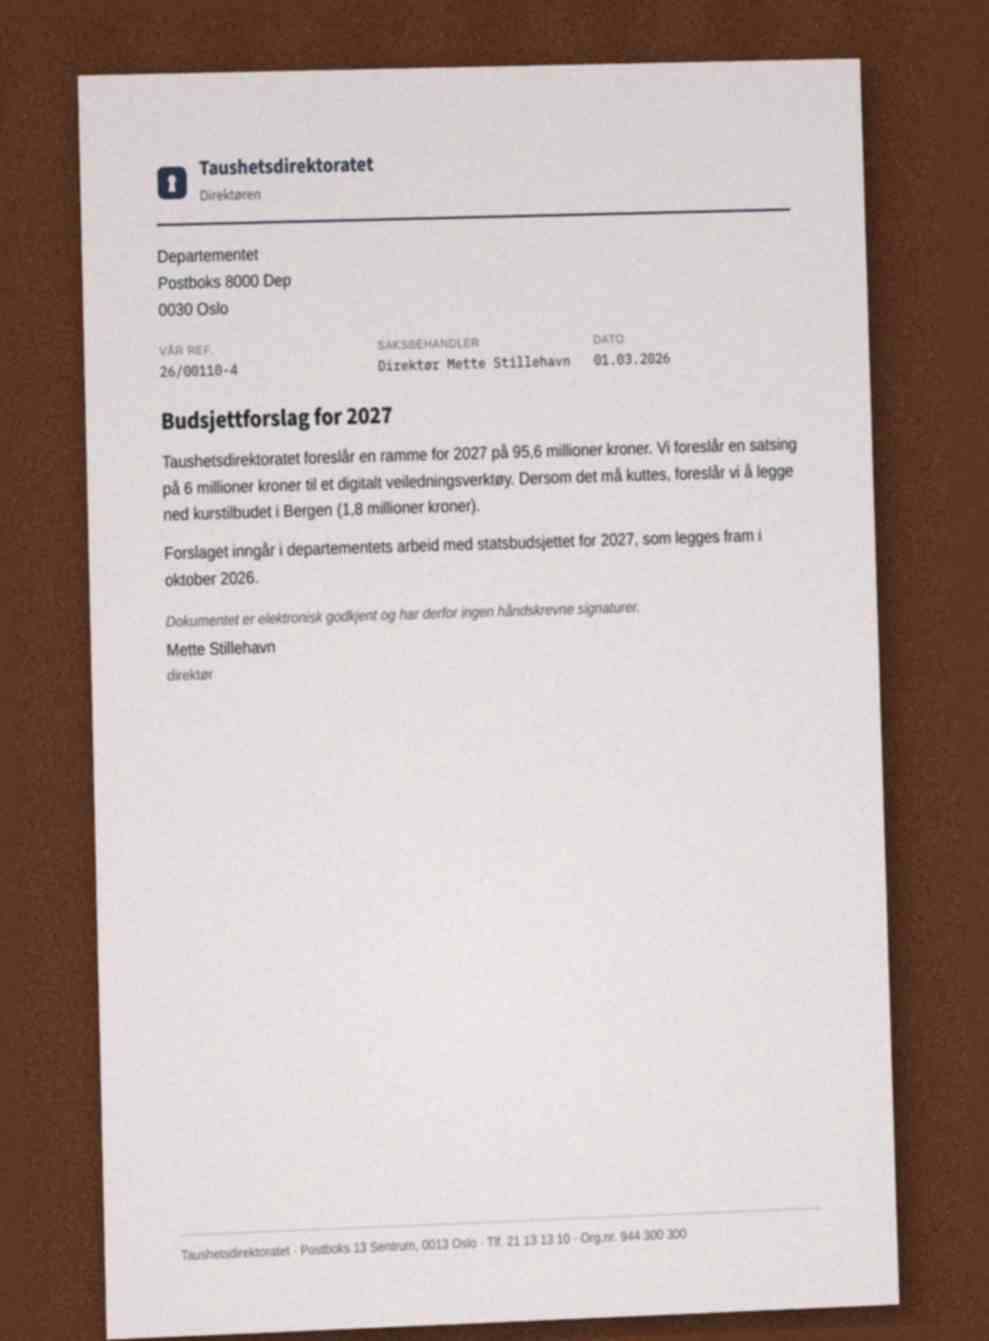 Taushetsdirektoratet
Direktøren
Departementet
Postboks 8000 Dep
0030 Oslo
VÅR REF.
26/00110-4
SAKSBEHANDLER
Direktør Mette Stillehavn
DATO
01.03.2026
Budsjettforslag for 2027
Taushetsdirektoratet foreslår en ramme for 2027 på 95,6 millioner kroner. Vi foreslår en satsing
på 6 millioner kroner til et digitalt veiledningsverktøy. Dersom det må kuttes, foreslår vi å legge
ned kurstilbudet i Bergen (1,8 millioner kroner).
Forslaget inngår i departementets arbeid med statsbudsjettet for 2027, som legges fram i
oktober 2026.
Dokumentet er elektronisk godkjent og har derfor ingen håndskrevne signaturer.
Mette Stillehavn
direktør
Taushetsdirektoratet · Postboks 13 Sentrum, 0013 Oslo · Tlf. 21 13 13 10 · Org.nr. 944 300 300